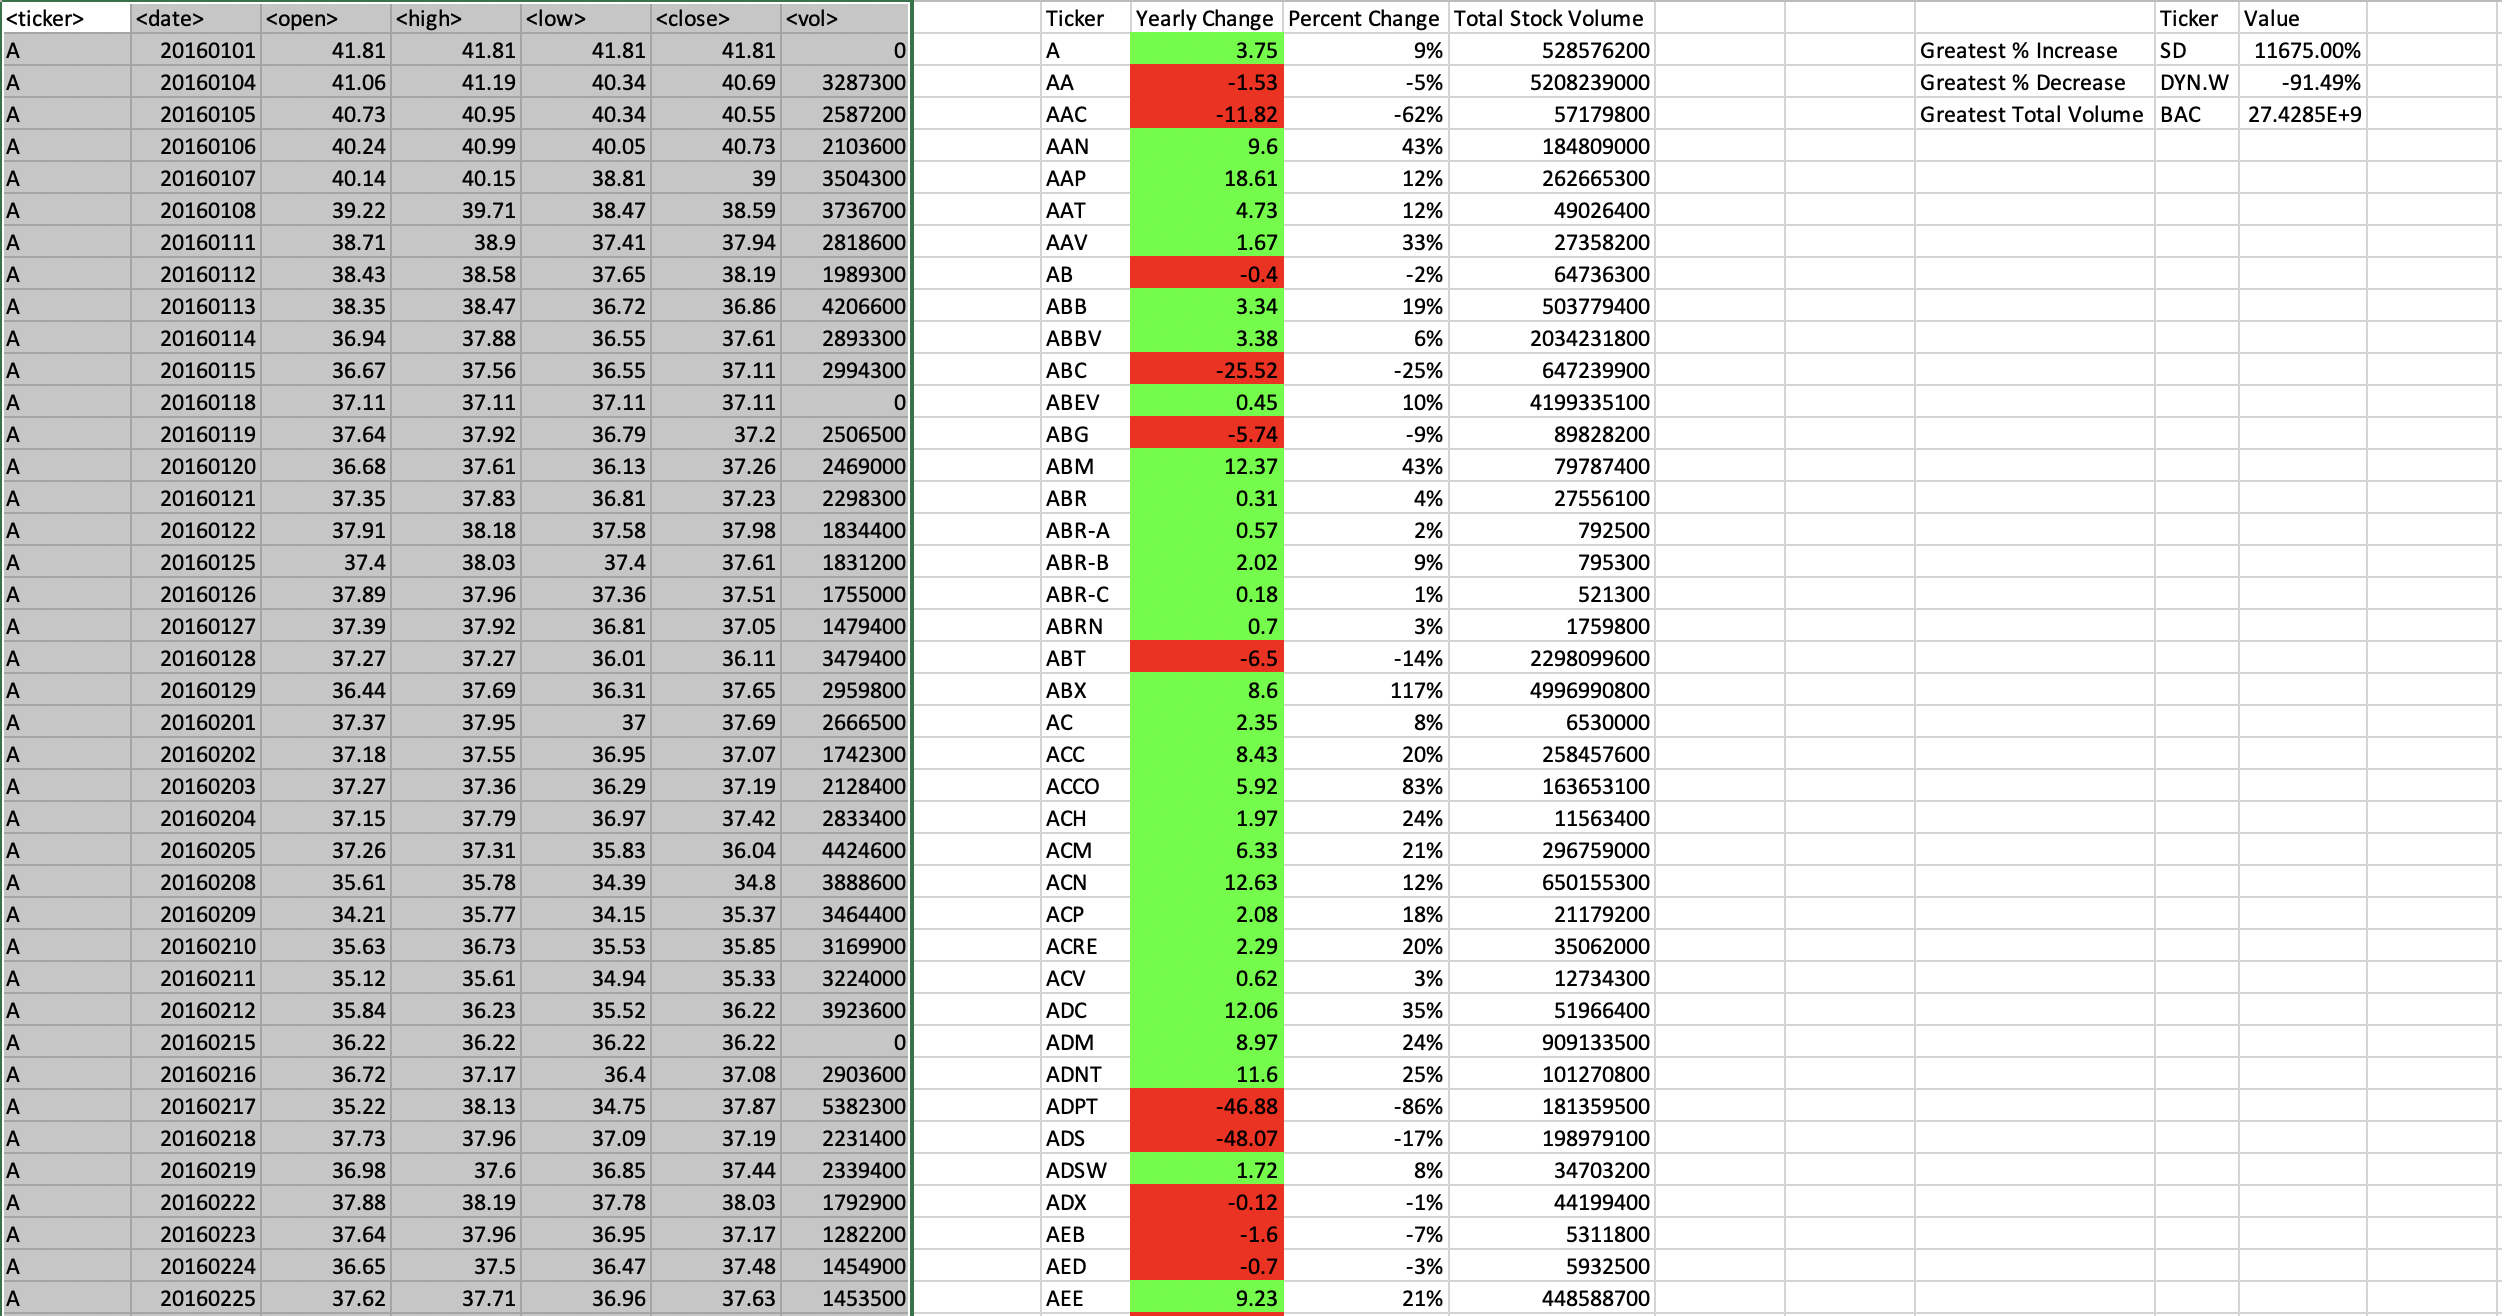 <ticker> <date> <open> <high> <low> <close> <vol> Ticker Yearly Change Percent Change Total Stock Volume Ticker Value
A 20160101 41.81 41.81 41.81 41.81 0 A 3.75 9% 528576200 Greatest % Increase SD 11675.00%
A 20160104 41.06 41.19 40.34 40.69 3287300 AA -1.53 -5% 5208239000 Greatest % Decrease DYN.W -91.49%
A 20160105 40.73 40.95 40.34 40.55 2587200 AAC -11.82 -62% 57179800 Greatest Total Volume BAC 27.4285E+9
A 20160106 40.24 40.99 40.05 40.73 2103600 AAN 9.6 43% 184809000
A 20160107 40.14 40.15 38.81 39 3504300 AAP 18.61 12% 262665300
A 20160108 39.22 39.71 38.47 38.59 3736700 AAT 4.73 12% 49026400
A 20160111 38.71 38.9 37.41 37.94 2818600 AAV 1.67 33% 27358200
A 20160112 38.43 38.58 37.65 38.19 1989300 AB -0.4 -2% 64736300
A 20160113 38.35 38.47 36.72 36.86 4206600 ABB 3.34 19% 503779400
A 20160114 36.94 37.88 36.55 37.61 2893300 ABBV 3.38 6% 2034231800
A 20160115 36.67 37.56 36.55 37.11 2994300 ABC -25.52 -25% 647239900
A 20160118 37.11 37.11 37.11 37.11 0 ABEV 0.45 10% 4199335100
A 20160119 37.64 37.92 36.79 37.2 2506500 ABG -5.74 -9% 89828200
A 20160120 36.68 37.61 36.13 37.26 2469000 ABM 12.37 43% 79787400
A 20160121 37.35 37.83 36.81 37.23 2298300 ABR 0.31 4% 27556100
A 20160122 37.91 38.18 37.58 37.98 1834400 ABR-A 0.57 2% 792500
A 20160125 37.4 38.03 37.4 37.61 1831200 ABR-B 2.02 9% 795300
A 20160126 37.89 37.96 37.36 37.51 1755000 ABR-C 0.18 1% 521300
A 20160127 37.39 37.92 36.81 37.05 1479400 ABRN 0.7 3% 1759800
A 20160128 37.27 37.27 36.01 36.11 3479400 ABT -6.5 -14% 2298099600
A 20160129 36.44 37.69 36.31 37.65 2959800 ABX 8.6 117% 4996990800
A 20160201 37.37 37.95 37 37.69 2666500 AC 2.35 8% 6530000
A 20160202 37.18 37.55 36.95 37.07 1742300 ACC 8.43 20% 258457600
A 20160203 37.27 37.36 36.29 37.19 2128400 ACCO 5.92 83% 163653100
A 20160204 37.15 37.79 36.97 37.42 2833400 ACH 1.97 24% 11563400
A 20160205 37.26 37.31 35.83 36.04 4424600 ACM 6.33 21% 296759000
A 20160208 35.61 35.78 34.39 34.8 3888600 ACN 12.63 12% 650155300
A 20160209 34.21 35.77 34.15 35.37 3464400 ACP 2.08 18% 21179200
A 20160210 35.63 36.73 35.53 35.85 3169900 ACRE 2.29 20% 35062000
A 20160211 35.12 35.61 34.94 35.33 3224000 ACV 0.62 3% 12734300
A 20160212 35.84 36.23 35.52 36.22 3923600 ADC 12.06 35% 51966400
A 20160215 36.22 36.22 36.22 36.22 0 ADM 8.97 24% 909133500
A 20160216 36.72 37.17 36.4 37.08 2903600 ADNT 11.6 25% 101270800
A 20160217 35.22 38.13 34.75 37.87 5382300 ADPT -46.88 -86% 181359500
A 20160218 37.73 37.96 37.09 37.19 2231400 ADS -48.07 -17% 198979100
A 20160219 36.98 37.6 36.85 37.44 2339400 ADSW 1.72 8% 34703200
A 20160222 37.88 38.19 37.78 38.03 1792900 ADX -0.12 -1% 44199400
A 20160223 37.64 37.96 36.95 37.17 1282200 AEB -1.6 -7% 5311800
A 20160224 36.65 37.5 36.47 37.48 1454900 AED -0.7 -3% 5932500
A 20160225 37.62 37.71 36.96 37.63 1453500 AEE 9.23 21% 448588700